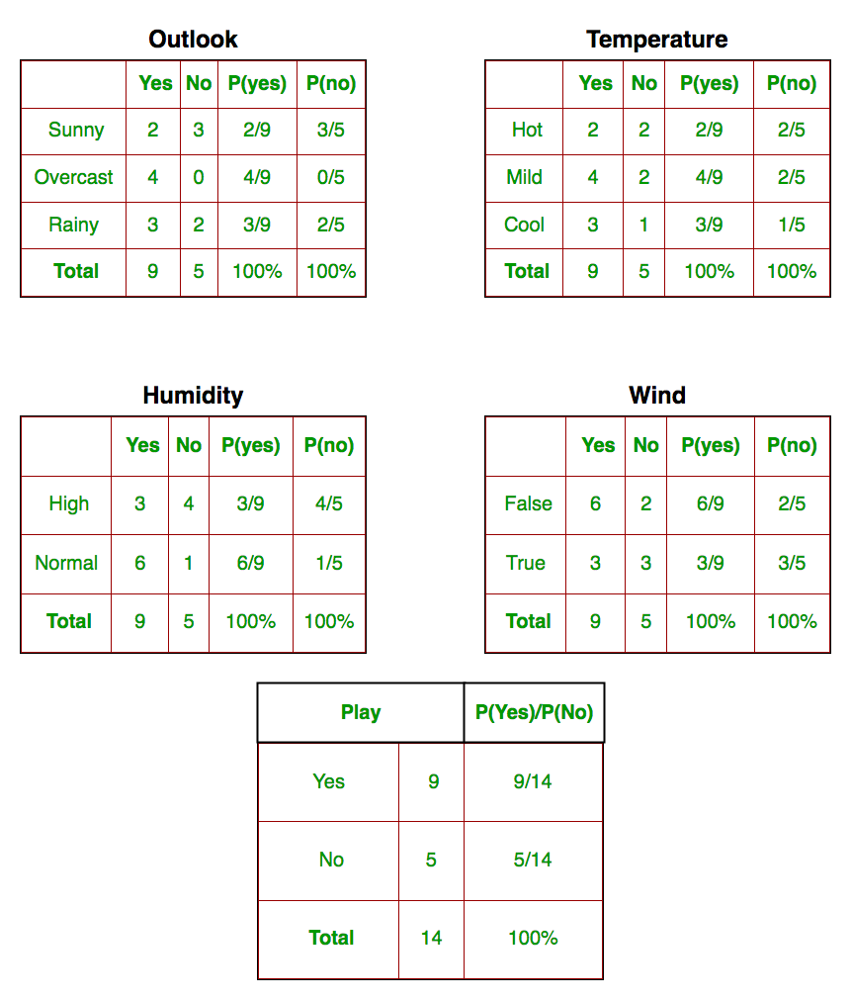 Outlook
Yes No P(yes) P(no)
Sunny 2 3 2/9 3/5
Overcast 4 0 4/9 0/5
Rainy 3 2 3/9 2/5
Total 9 5 100% 100%
Temperature
Yes No P(yes) P(no)
Hot 2 2 2/9 2/5
Mild 4 2 4/9 2/5
Cool 3 1 3/9 1/5
Total 9 5 100% 100%
Humidity
Yes No P(yes) P(no)
High 3 4 3/9 4/5
Normal 6 1 6/9 1/5
Total 9 5 100% 100%
Wind
Yes No P(yes) P(no)
False 6 2 6/9 2/5
True 3 3 3/9 3/5
Total 9 5 100% 100%
Play P(Yes)/P(No)
Yes 9 9/14
No 5 5/14
Total 14 100%